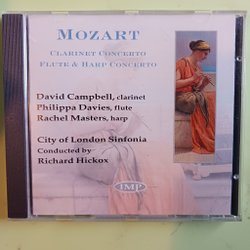 MOZART
CLARINET CONCERTO
FLUTE & HARP CONCERTO
David Campbell, clarinet
Philippa Davies, flute
Rachel Masters, harp
City of London Sinfonia
Conducted by
Richard Hickox
IMP